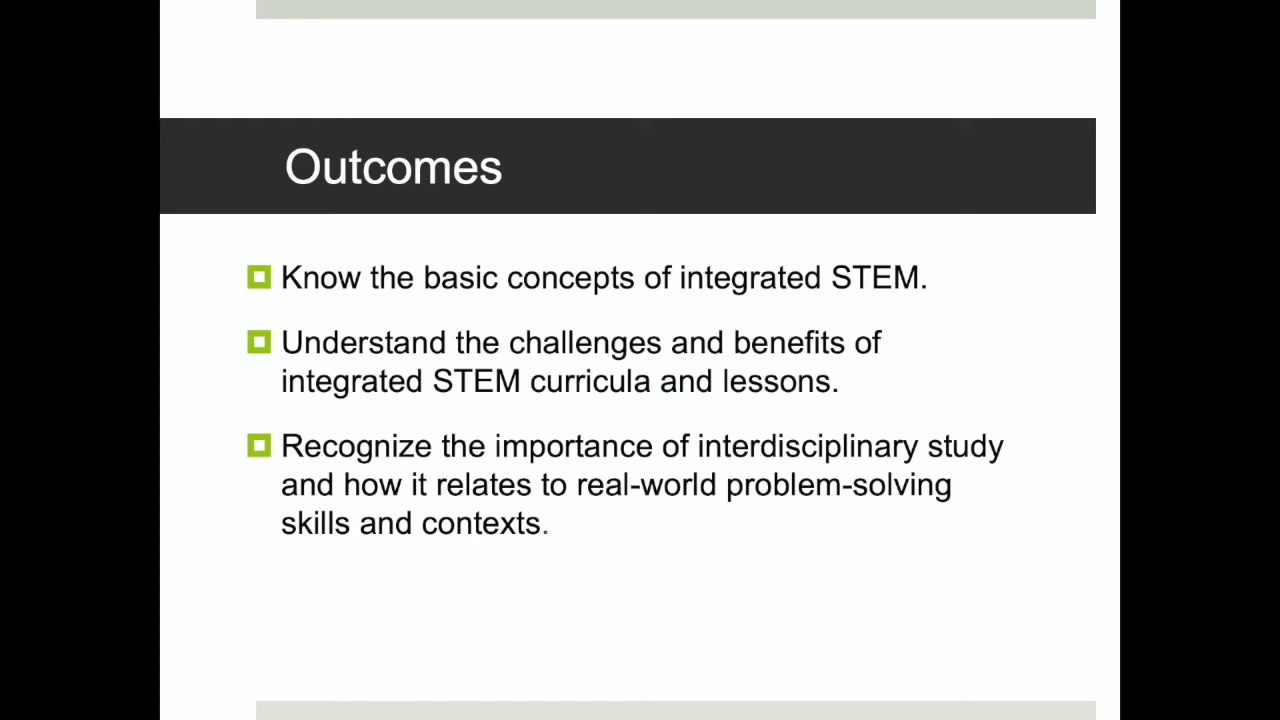 Outcomes
Know the basic concepts of integrated STEM.
Understand the challenges and benefits of
integrated STEM curricula and lessons.
Recognize the importance of interdisciplinary study
and how it relates to real-world problem-solving
skills and contexts.